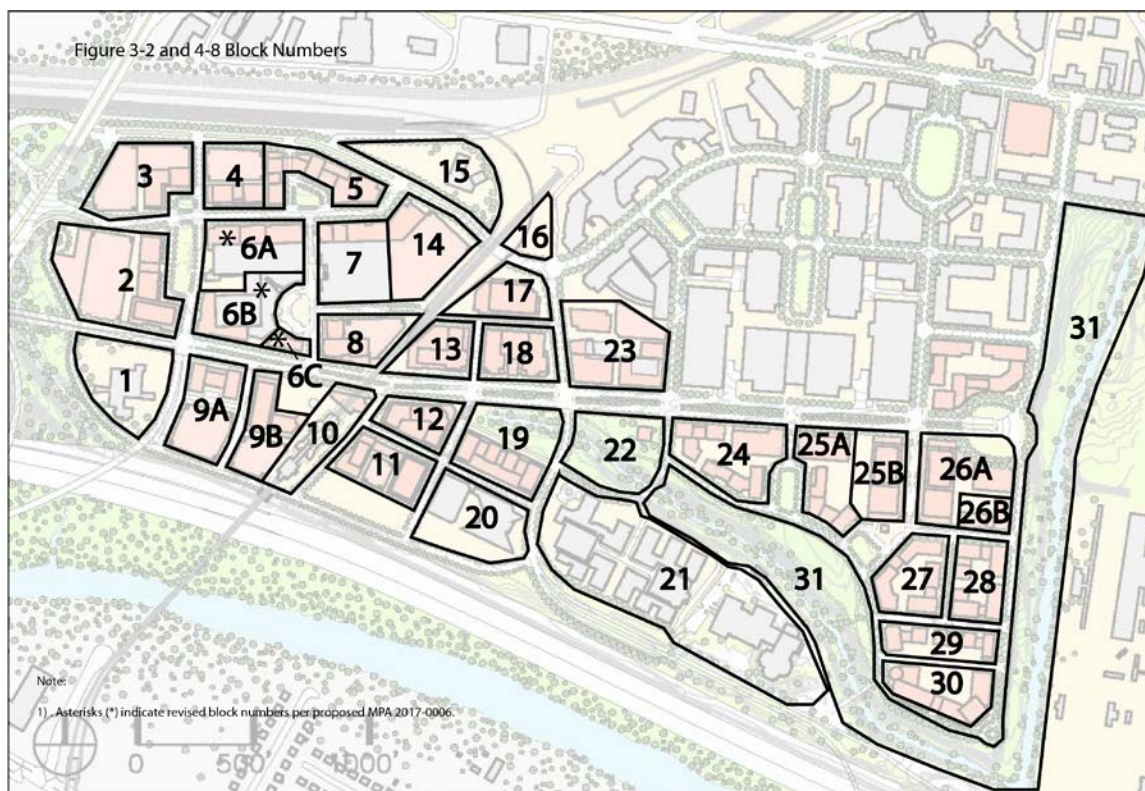 Figure 3-2 and 4-8 Block Numbers
3
4
5
15
16
6A
*
7
14
2
*
6B
17
31
*
6C
8
13
18
23
1
9A
9B
10
12
11
19
22
24
25A
25B
26A
26B
20
21
31
27
28
29
30
Note:
1) . Asterisks (*) indicate revised block numbers per proposed MPA 2017-0006.
0
500
1000